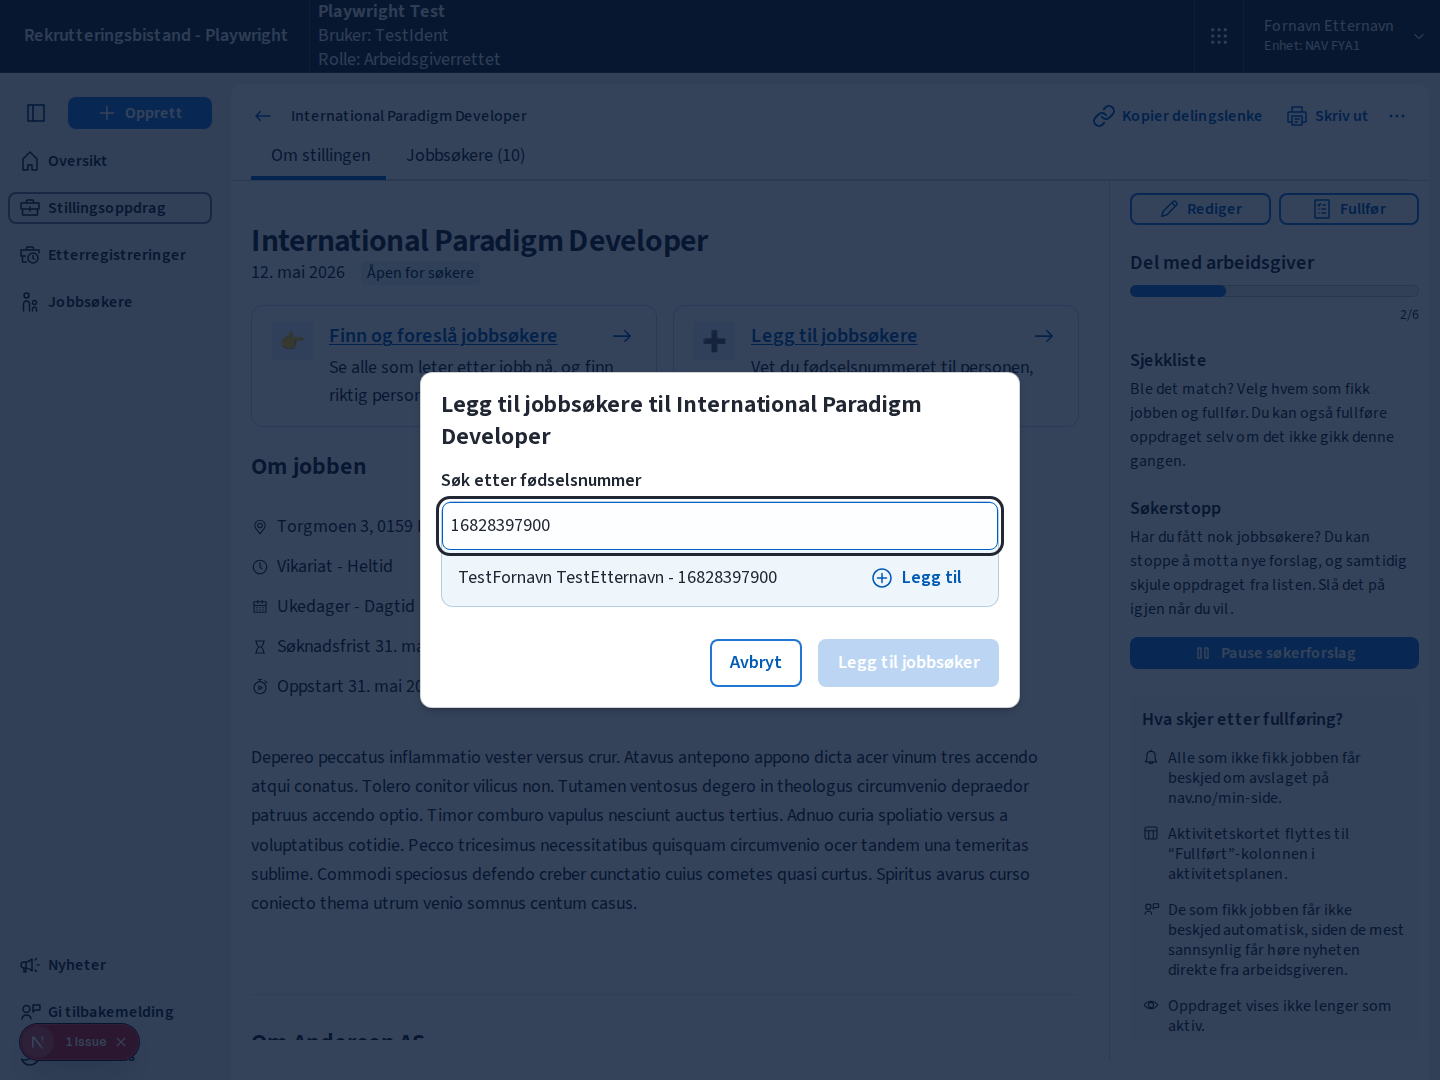 Rekrutteringsbistand - Playwright
Playwright Test
Bruker: TestIdent
Rolle: Arbeidsgiverrettet
Fornavn Etternavn
Enhet: NAV FYA1
Opprett
Oversikt
Stillingsoppdrag
Etterregistreringer
Jobbsøkere
Nyheter
Gi tilbakemelding
1 Issue
International Paradigm Developer
Kopier delingslenke
Skriv ut
Om stillingen
Jobbsøkere (10)
International Paradigm Developer
12. mai 2026
Åpen for søkere
Finn og foreslå jobbsøkere
Se alle som leter etter jobb nå, og finn
riktig
Legg til jobbsøkere
Vet du fødselsnummeret til personen,
Om jobben
Torgmoen 3, 0159
Vikariat - Heltid
Ukedager - Dagtid
Søknadsfrist 31.
Oppstart 31. mai
Legg til jobbsøkere til International Paradigm
Developer
Søk etter fødselsnummer
16828397900
TestFornavn TestEtternavn - 16828397900
Legg til
Avbryt
Legg til jobbsøker
Depereo peccatus inflammatio vester versus crur. Atavus antepono appono dicta acer vinum tres accendo
atqui conatus. Tolero conitor vilicus non. Tutamen ventosus degero in theologus circumvenio depraedor
patruus accendo optio. Timor comburo vapulus nesciunt auctus tertius. Adnuo curia spoliatio versus a
voluptatibus cotidie. Pecco tricesimus necessitatibus quisquam circumvenio ocer tandem una temeritas
sublime. Commodi speciosus defendo creber cunctatio cuius cometes quasi curtus. Spiritus avarus curso
coniecto thema utrum venio somnus centum casus.
Om Andersen AS
Rediger
Fullfør
Del med arbeidsgiver
2/6
Sjekkliste
Ble det match? Velg hvem som fikk
jobben og fullfør. Du kan også fullføre
oppdraget selv om det ikke gikk denne
gangen.
Søkerstopp
Har du fått nok jobbsøkere? Du kan
stoppe å motta nye forslag, og samtidig
skjule oppdraget fra listen. Slå det på
igjen når du vil.
Pause søkerforslag
Hva skjer etter fullføring?
Alle som ikke fikk jobben får
beskjed om avslaget på
nav.no/min-side.
Aktivitetskortet flyttes til
“Fullført”-kolonnen i
aktivitetsplanen.
De som fikk jobben får ikke
beskjed automatisk, siden de mest
sannsynlig får høre nyheten
direkte fra arbeidsgiveren.
Oppdraget vises ikke lenger som
aktiv.